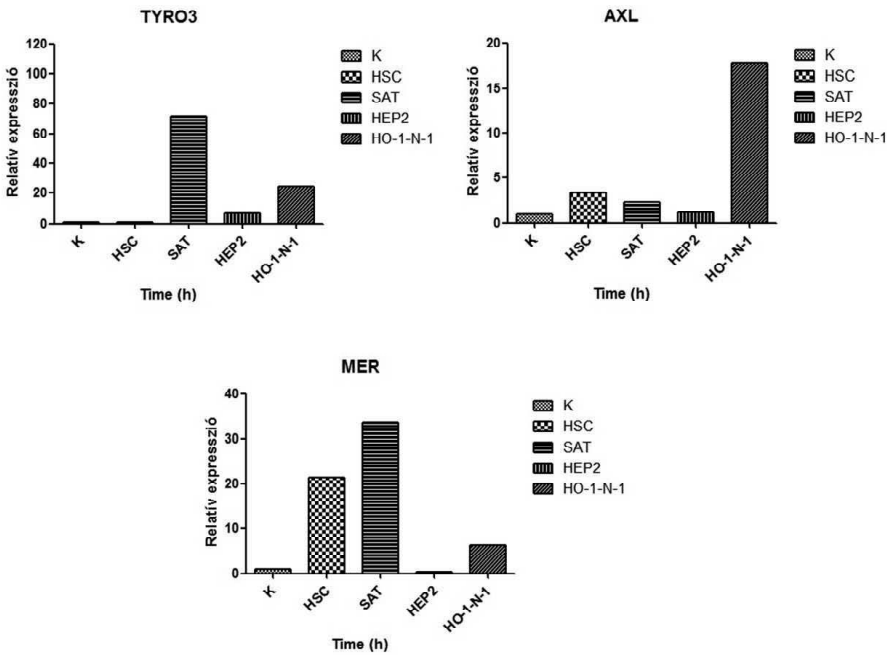 TYRO3
Relatív expresszió
120
100
80
60
40
20
0
K
HSC
SAT
HEP2
HO-1-N-1
Time (h)
K
HSC
SAT
HEP2
HO-1-N-1
AXL
Relatív expresszió
20
15
10
5
0
K
HSC
SAT
HEP2
HO-1-N-1
Time (h)
K
HSC
SAT
HEP2
HO-1-N-1
MER
Relatív expresszió
40
30
20
10
0
K
HSC
SAT
HEP2
HO-1-N-1
Time (h)
K
HSC
SAT
HEP2
HO-1-N-1